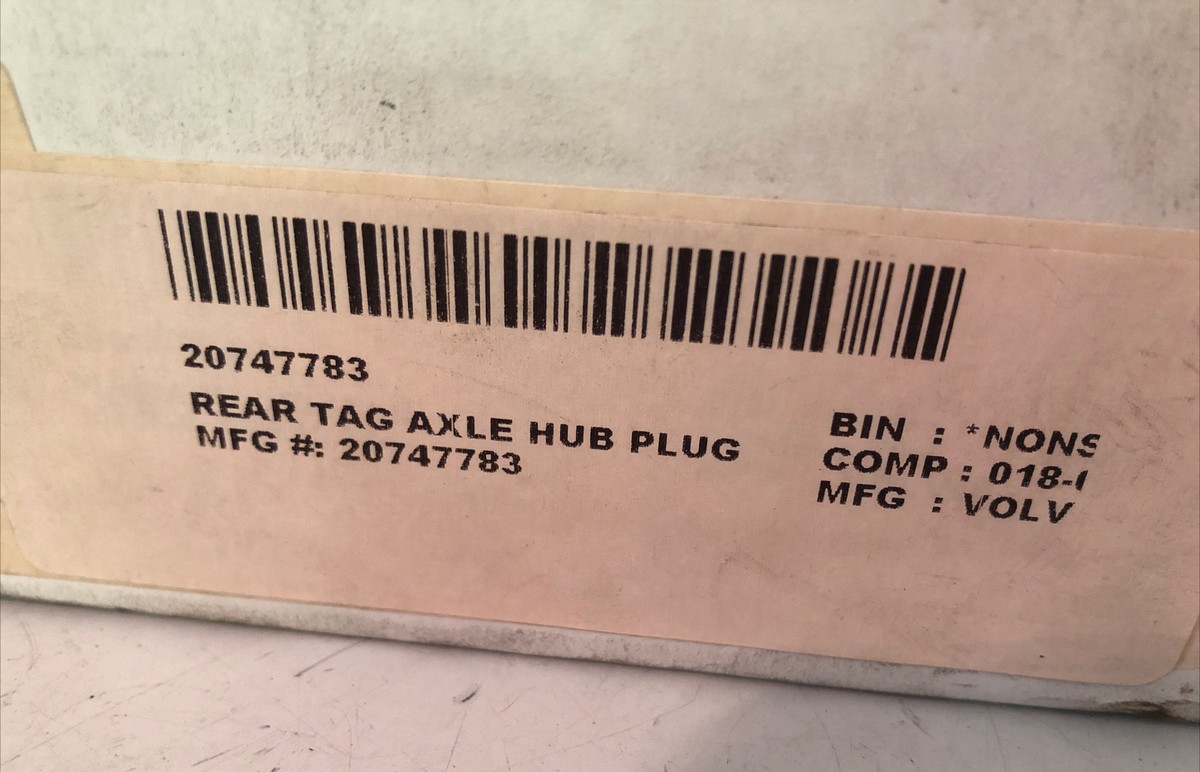 20747783
REAR TAG AXLE HUB PLUG
MFG #: 20747783
BIN : *NONS
COMP : 018-
MFG : VOLV